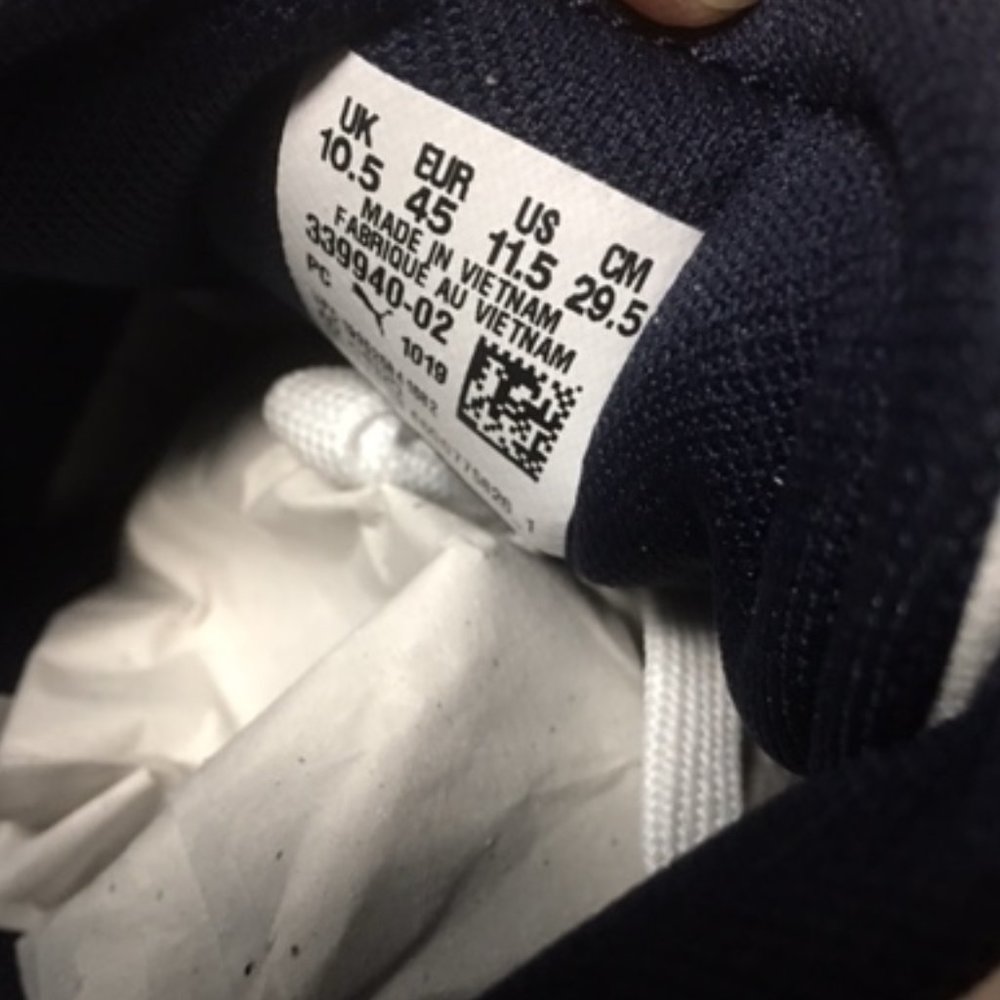 UK EUR US CM
10.5 45 11.5 29.5
MADE IN VIETNAM
FABRIQUE AU VIETNAM
339940-02
PC 1019